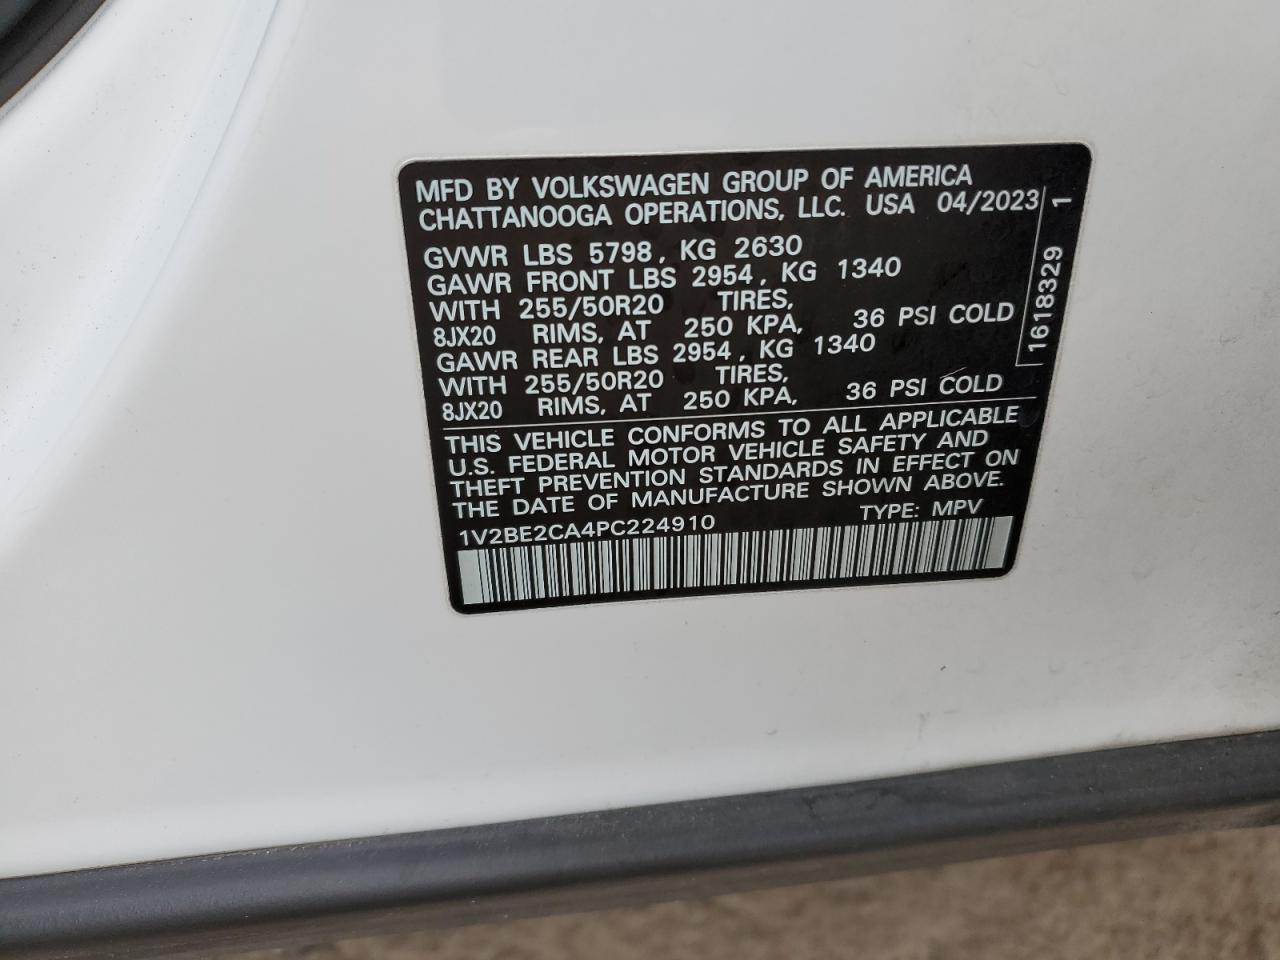 MFD BY VOLKSWAGEN GROUP OF AMERICA
CHATTANOOGA OPERATIONS, LLC. USA 04/2023
GVWR LBS 5798, KG 2630
GAWR FRONT LBS 2954, KG 1340
WITH 255/50R20 TIRES,
8JX20 RIMS, AT 250 KPA, 36 PSI COLD
GAWR REAR LBS 2954, KG 1340
WITH 255/50R20 TIRES,
8JX20 RIMS, AT 250 KPA, 36 PSI COLD
THIS VEHICLE CONFORMS TO ALL APPLICABLE
U.S. FEDERAL MOTOR VEHICLE SAFETY AND
THEFT PREVENTION STANDARDS IN EFFECT ON
THE DATE OF MANUFACTURE SHOWN ABOVE.
1V2BE2CA4PC224910 TYPE: MPV
1618329 1